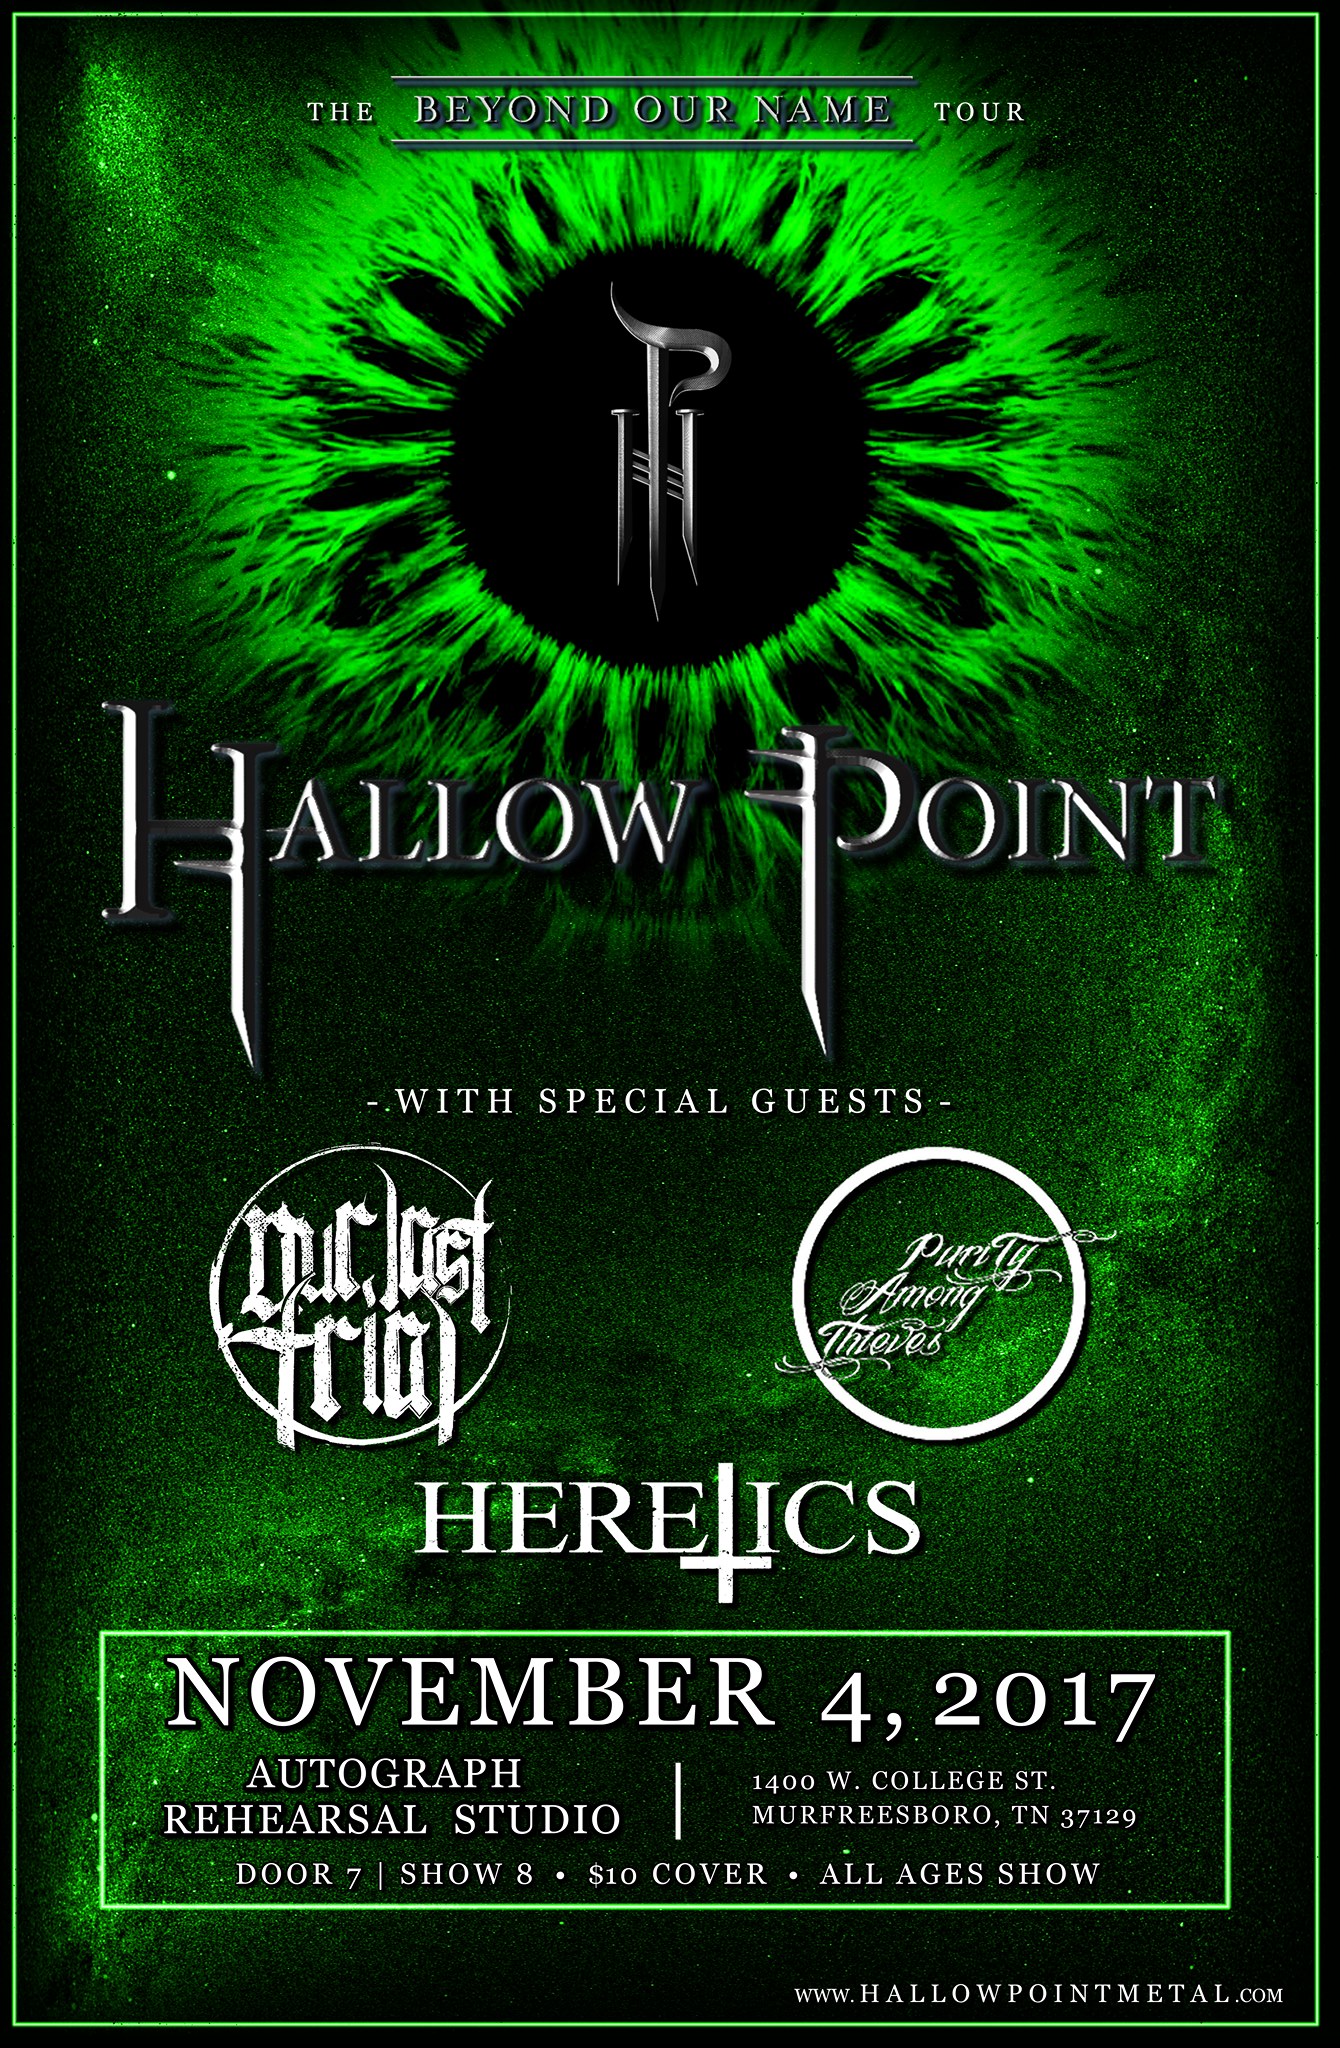 THE BEYOND OUR NAME TOUR
HALLOW POINT
- WITH SPECIAL GUESTS -
our last trial
Purity
Among
Thieves
HERETICS
NOVEMBER 4, 2017
AUTOGRAPH
REHEARSAL STUDIO
1400 W. COLLEGE ST.
MURFREESBORO, TN 37129
DOOR 7 | SHOW 8 • $10 COVER • ALL AGES SHOW
www.HALLOWPOINTMETAL.COM